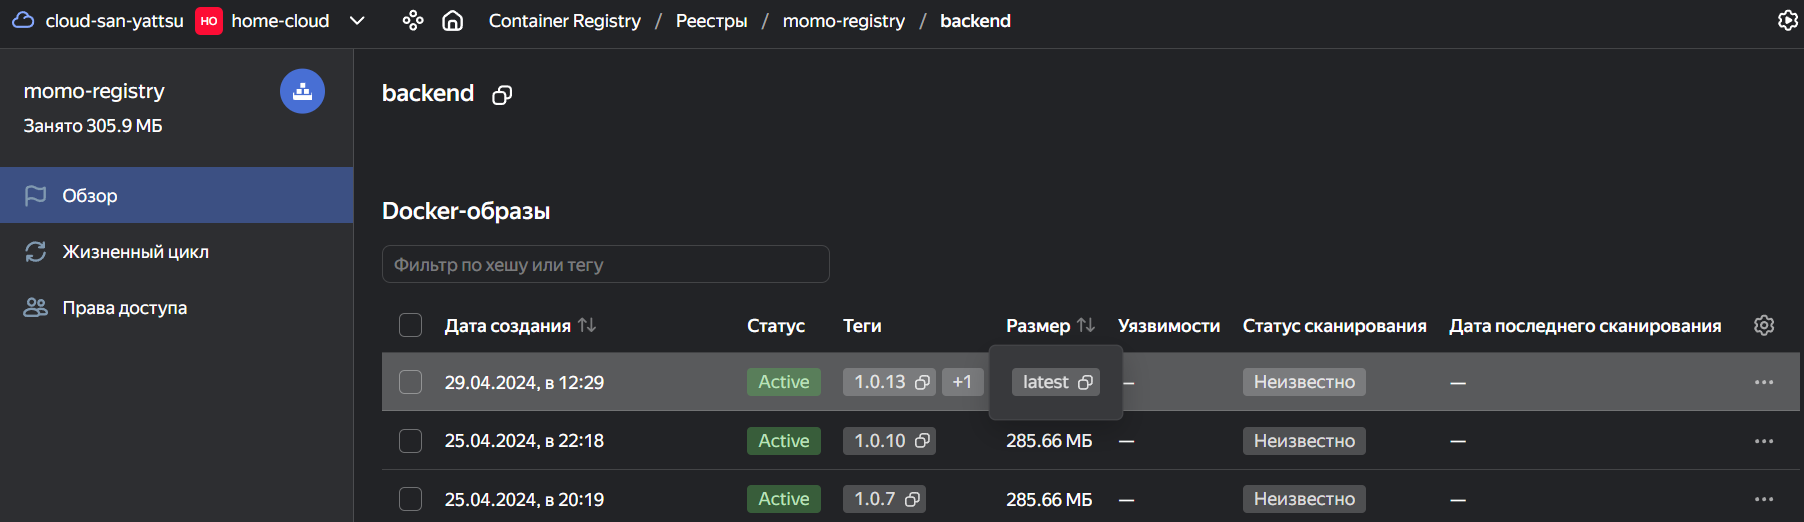 cloud-san-yattsu HO home-cloud Container Registry / Реестры / momo-registry / backend
momo-registry
Занято 305.9 МБ
Обзор
Жизненный цикл
Права доступа
backend
Docker-образы
Фильтр по хешу или тегу
Дата создания Статус Теги Размер Уязвимости Статус сканирования Дата последнего сканирования
29.04.2024, в 12:29 Active 1.0.13 +1 latest — Неизвестно —
25.04.2024, в 22:18 Active 1.0.10 285.66 МБ — Неизвестно —
25.04.2024, в 20:19 Active 1.0.7 285.66 МБ — Неизвестно —